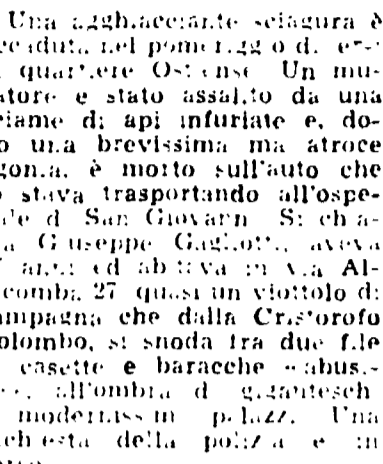 Una agghiacciante sciagura è
accaduta nel pomeriggio di
quartiere Ostiense Un mu-
ratore e stato assalito da una
sciame di api infuriate e, do-
po una brevissima ma atroce
agonia, è morto sull'auto che
lo stava trasportando all'ospe-
dale di San Giovanni Si chia-
mava Giuseppe aveva
anni ed abitava in via Al-
27 quasi un viottolo di
campagna che dalla Cristoforo
Colombo, si snoda tra due file
casette e baracche «abus.-
all'ombra di giganteschi
modernissimi palazzi. Una
inchiesta della polizia e in